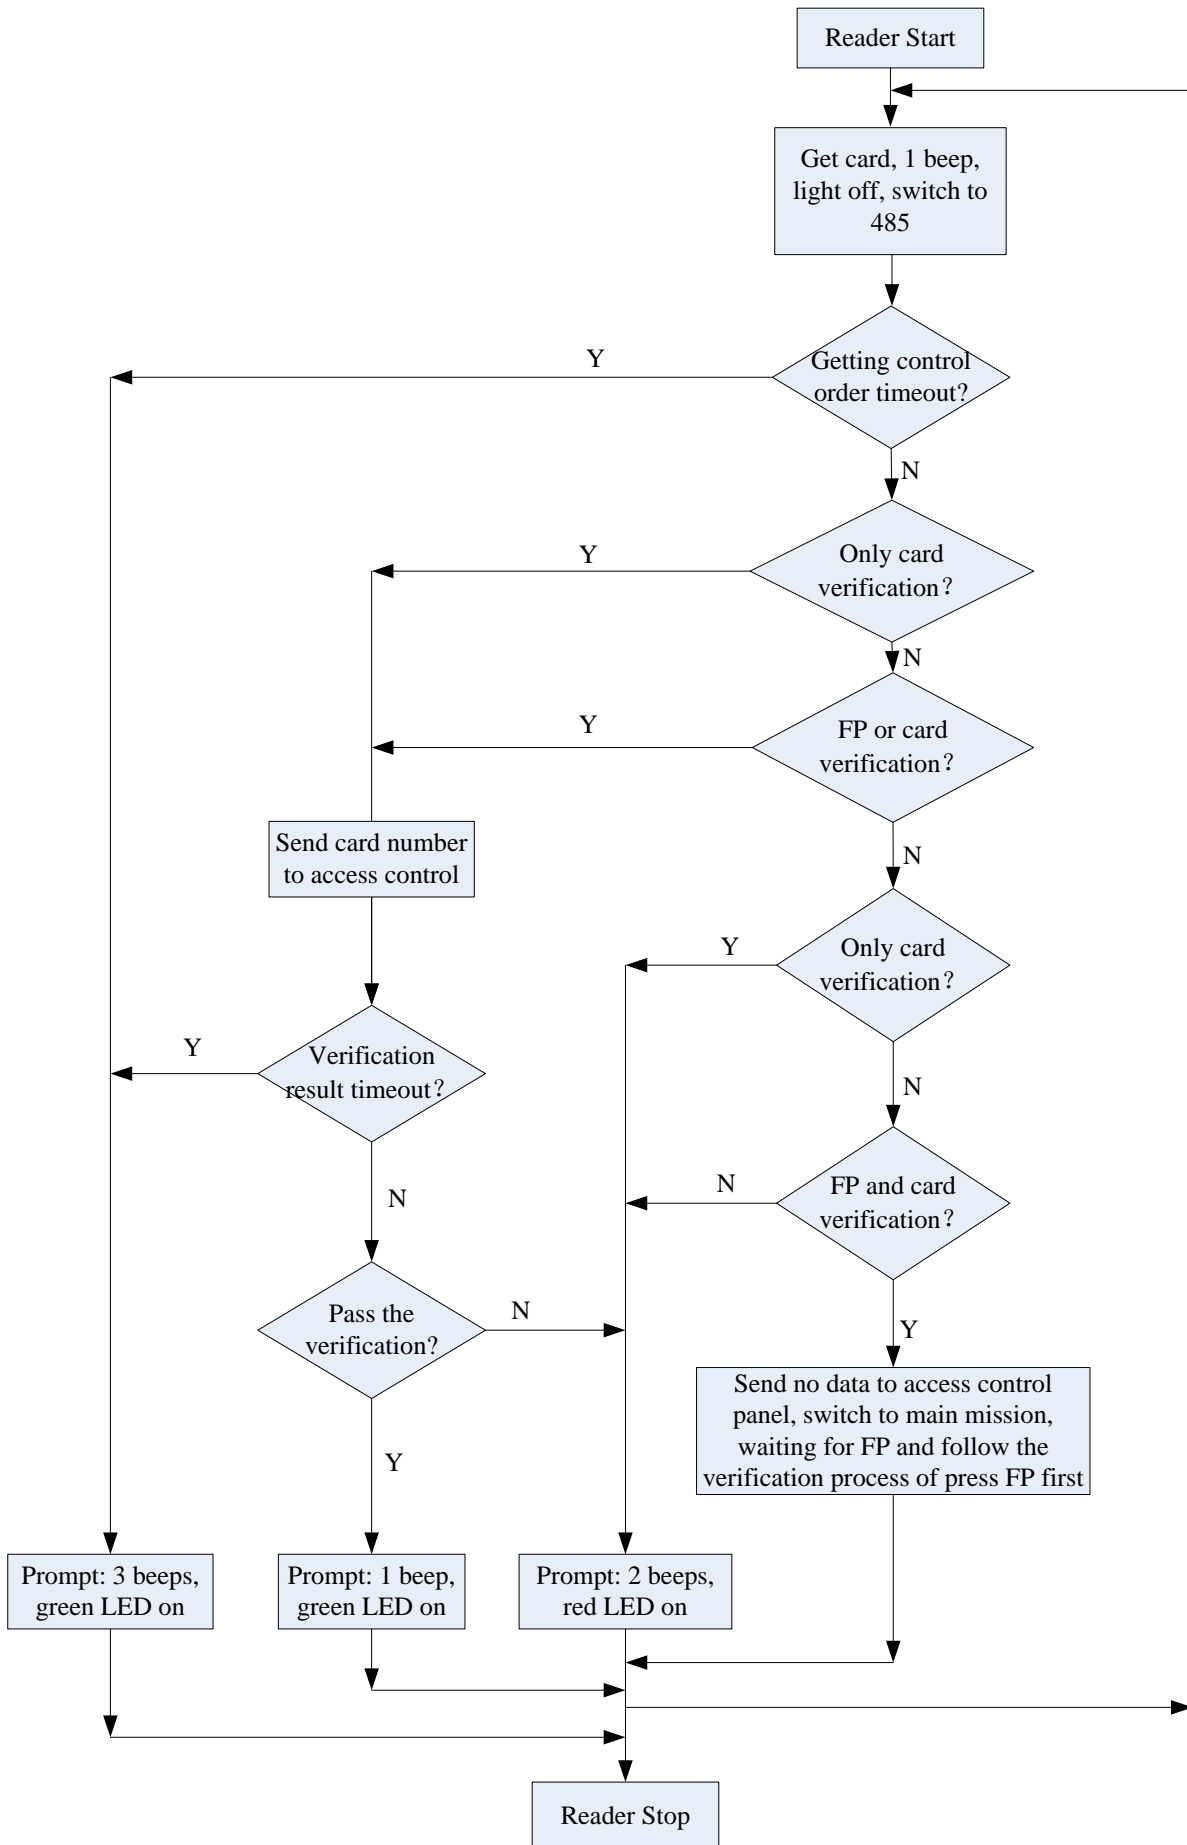 Reader Start
Get card, 1 beep,
light off, switch to
485
Y
Getting control
order timeout?
N
Y
Only card
verification?
N
Y
FP or card
verification?
Send card number
to access control
N
Y
Only card
verification?
Y
Verification
result timeout?
N
N
N
FP and card
verification?
Pass the
verification?
N
Y
Send no data to access control
panel, switch to main mission,
waiting for FP and follow the
verification process of press FP first
Y
Prompt: 3 beeps,
green LED on
Prompt: 1 beep,
green LED on
Prompt: 2 beeps,
red LED on
Reader Stop